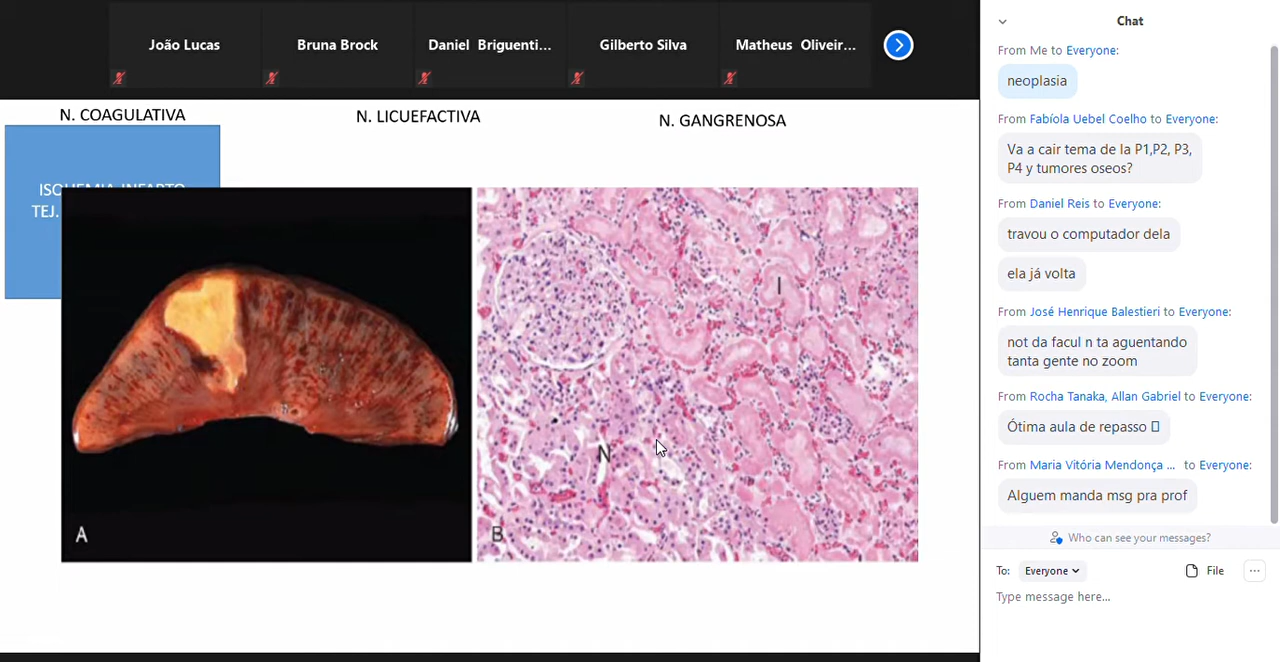 João Lucas
Bruna Brock
Daniel Briguenti...
Gilberto Silva
Matheus Oliveir...
N. COAGULATIVA
N. LICUEFACTIVA
N. GANGRENOSA
ISQUEMIA INFARTO
TEJ.
A
I
N
B
Chat
From Me to Everyone:
neoplasia
From Fabíola Uebel Coelho to Everyone:
Va a cair tema de la P1,P2, P3,
P4 y tumores oseos?
From Daniel Reis to Everyone:
travou o computador dela
ela já volta
From José Henrique Balestieri to Everyone:
not da facul n ta aguentando
tanta gente no zoom
From Rocha Tanaka, Allan Gabriel to Everyone:
Ótima aula de repasso
From Maria Vitória Mendonça ... to Everyone:
Alguem manda msg pra prof
Who can see your messages?
To: Everyone
File
Type message here...